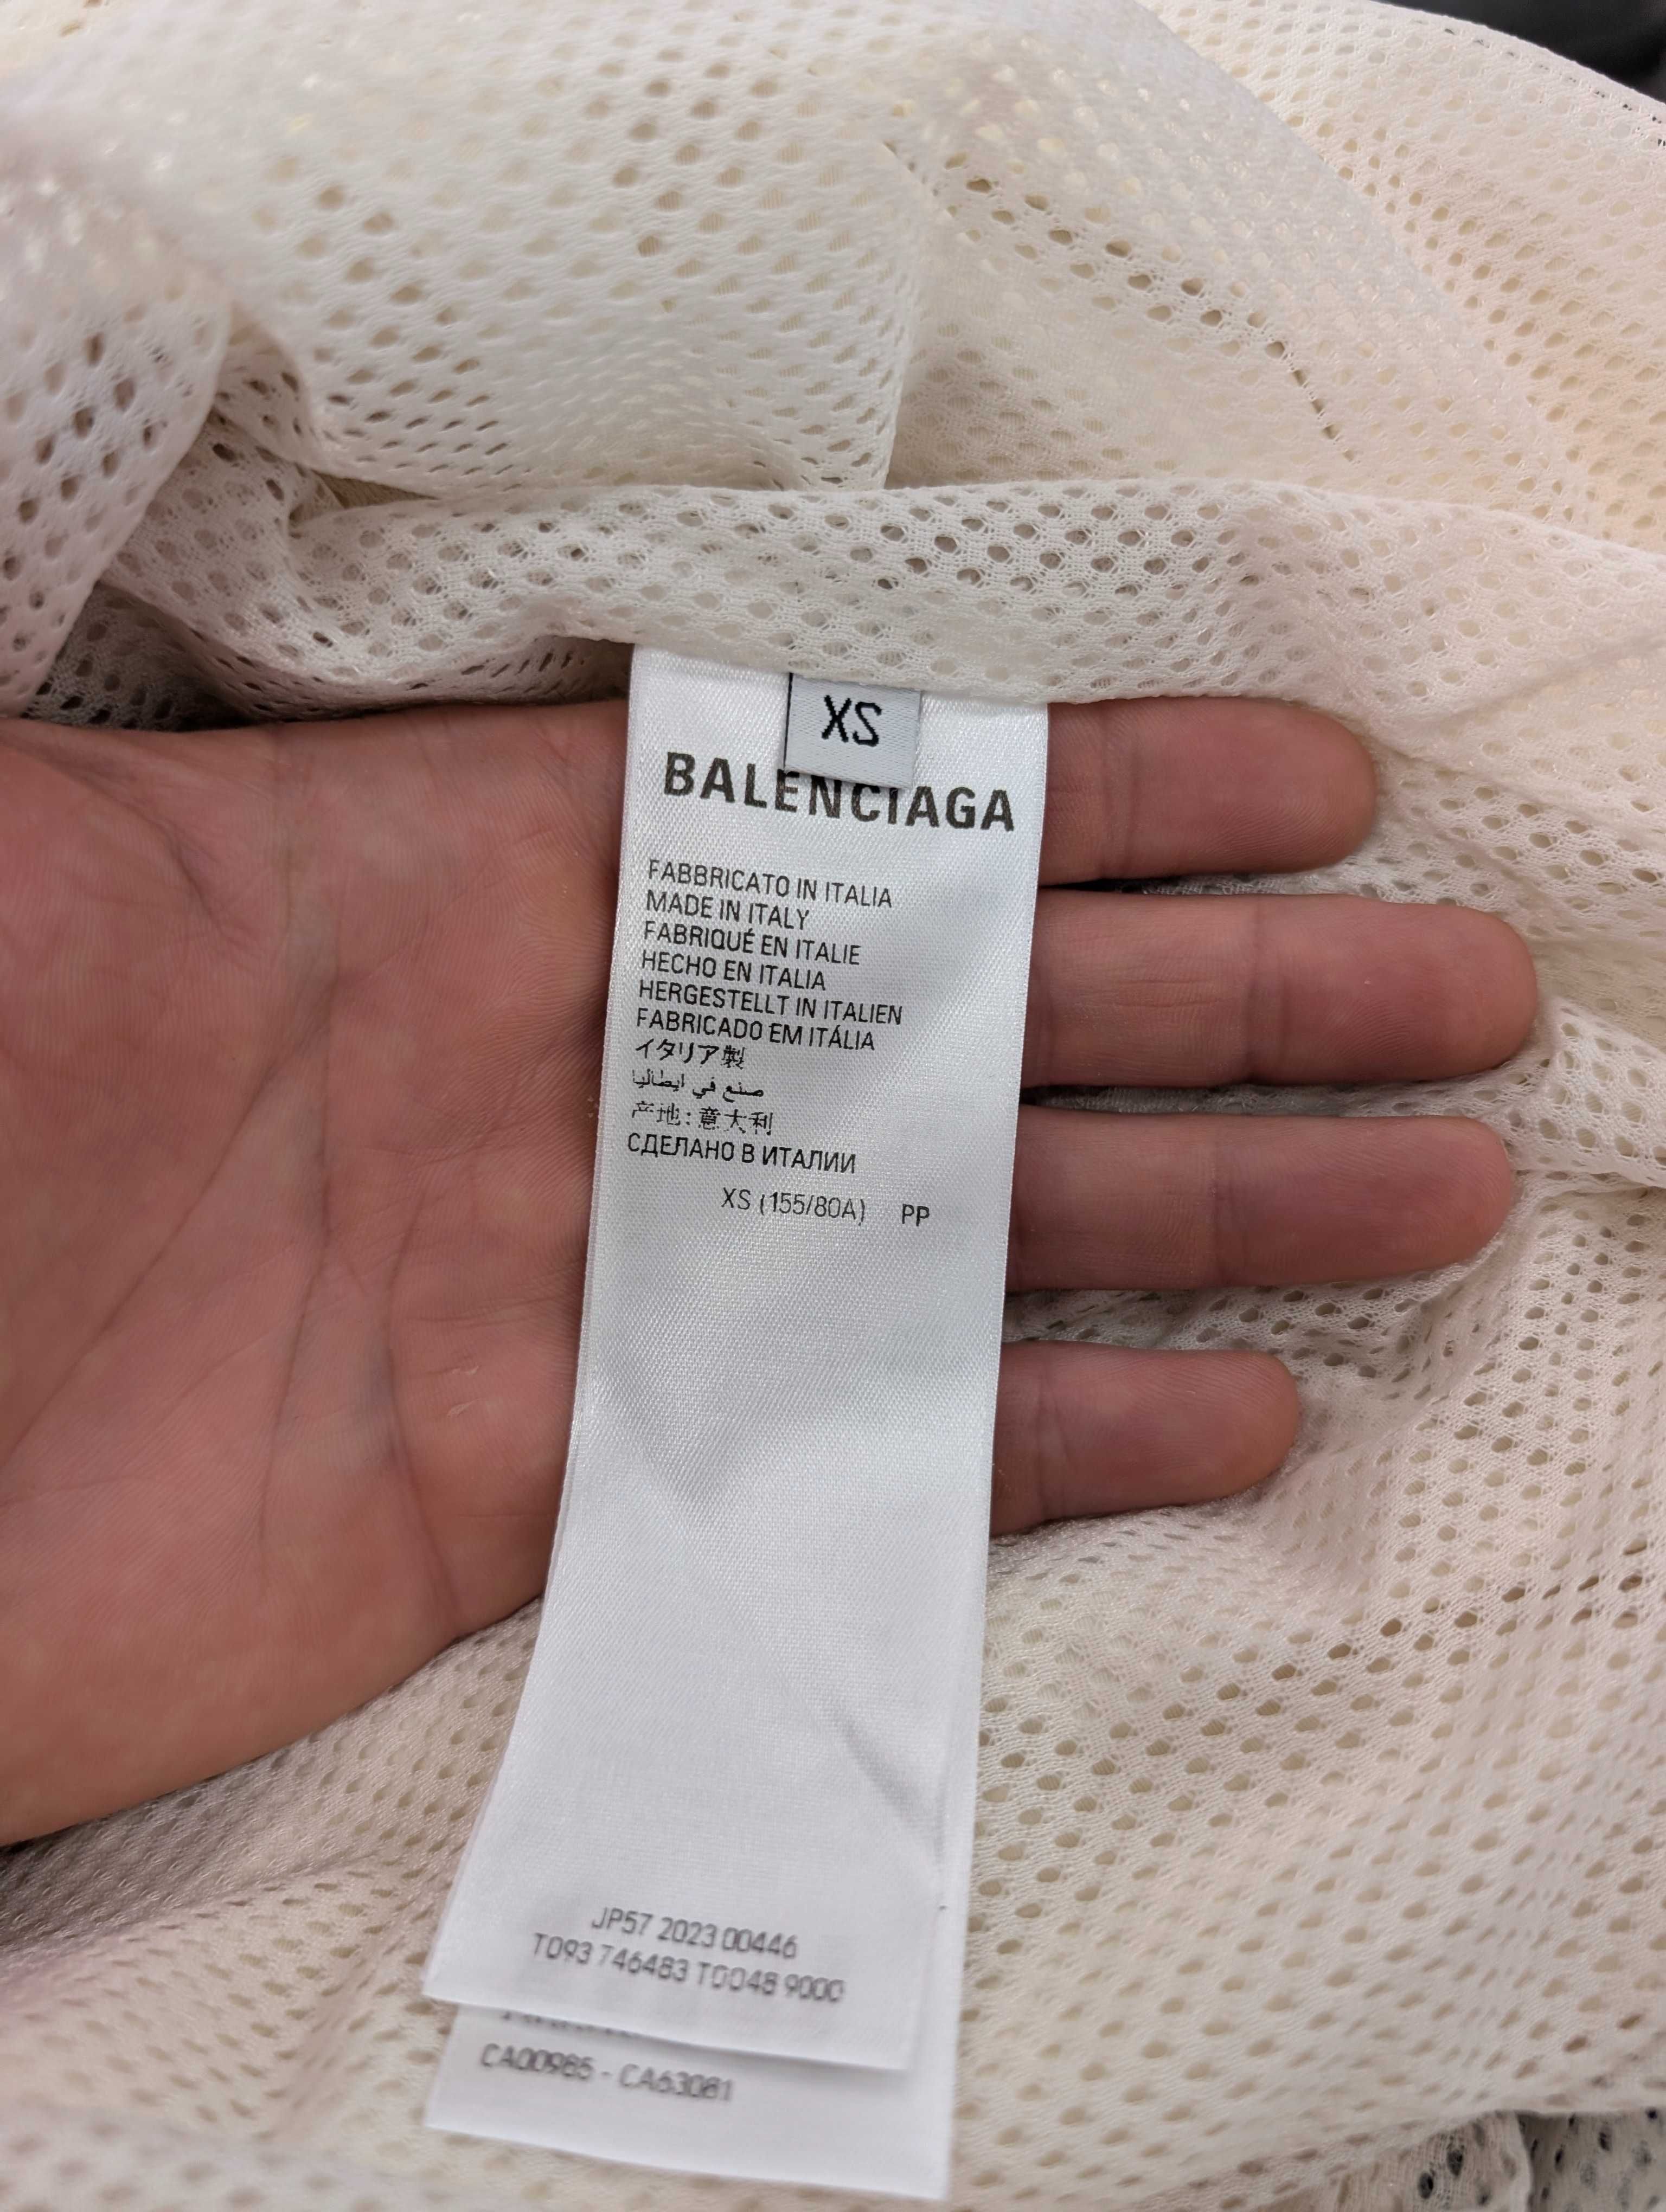 XS
BALENCIAGA
FABBRICATO IN ITALIA
MADE IN ITALY
FABRIQUÉ EN ITALIE
HECHO EN ITALIA
HERGESTELLT IN ITALIEN
FABRICADO EM ITÁLIA
イタリア製
صنع في ايطاليا
产地:意大利
СДЕЛАНО В ИТАЛИИ
XS (155/80A) PP
JP57 2023 00446
T093 746483 T0048 9000
CA00985 - CA63081